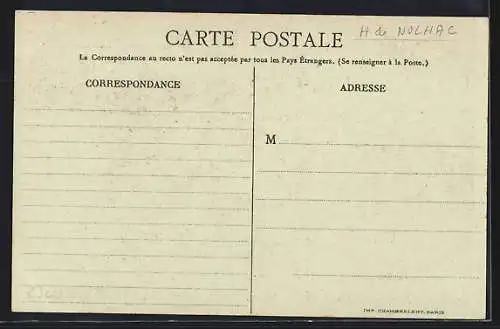 H de NOLHAC
CARTE POSTALE
La Correspondance au recto n'est pas acceptée par tous les Pays Étrangers. (Se renseigner à la Poste.)
CORRESPONDANCE
ADRESSE
M
IMP. CHAMBRELENT, PARIS